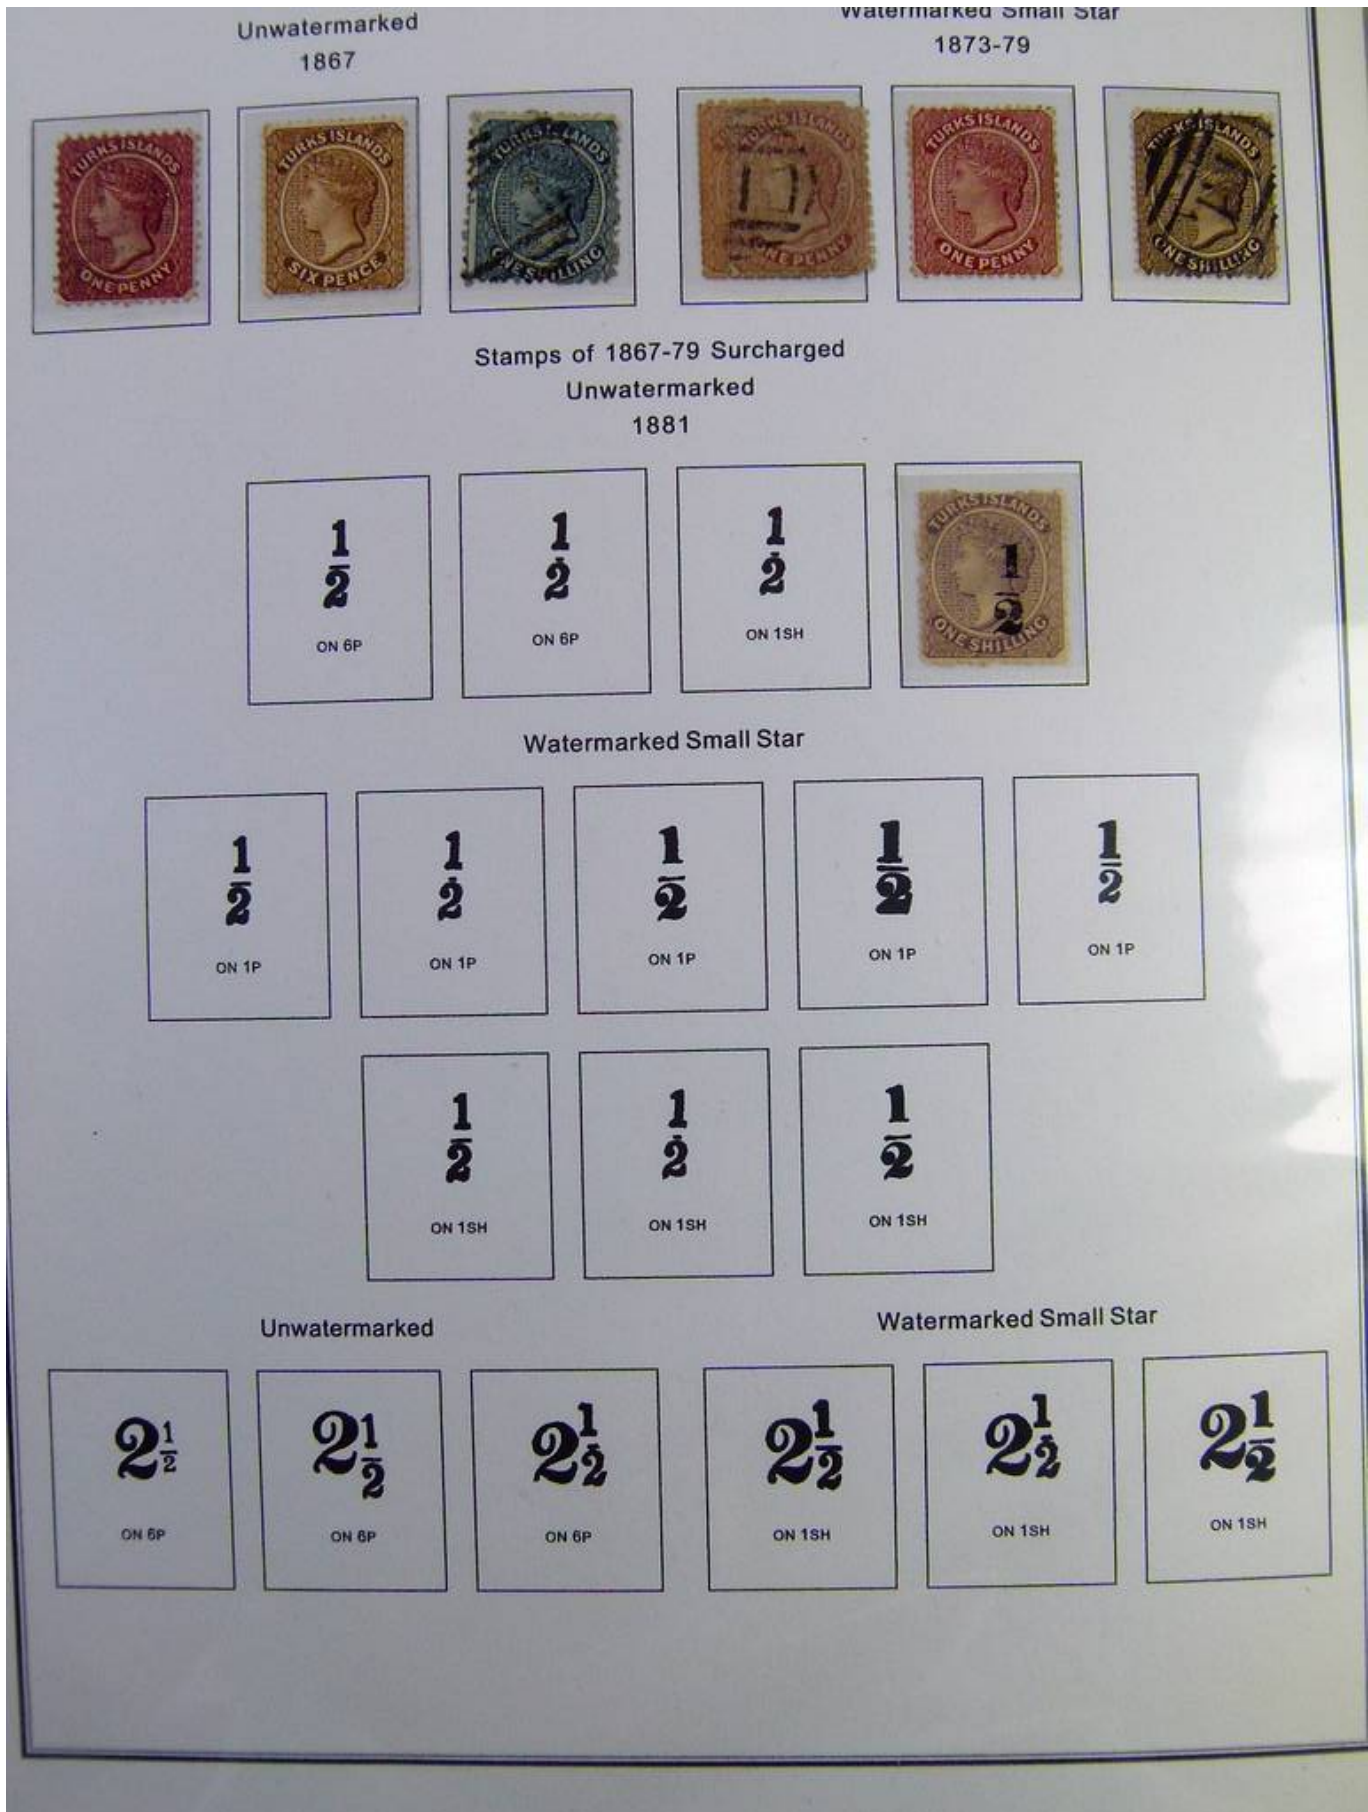 Unwatermarked
1867
Watermarked Small Star
1873-79
TURKS ISLANDS
ONE PENNY
TURKS ISLANDS
SIX PENCE
TURKS ISLANDS
ONE SHILLING
TURKS ISLANDS
ONE PENNY
TURKS ISLANDS
ONE PENNY
TURKS ISLANDS
ONE SHILLING
Stamps of 1867-79 Surcharged
Unwatermarked
1881
1/2
ON 6P
1/2
ON 6P
1/2
ON 1SH
TURKS ISLANDS
1/2
ONE SHILLING
Watermarked Small Star
1/2
ON 1P
1/2
ON 1P
1/2
ON 1P
1/2
ON 1P
1/2
ON 1P
1/2
ON 1SH
1/2
ON 1SH
1/2
ON 1SH
Unwatermarked
2 1/2
ON 6P
2 1/2
ON 6P
2 1/2
ON 6P
Watermarked Small Star
2 1/2
ON 1SH
2 1/2
ON 1SH
2 1/2
ON 1SH